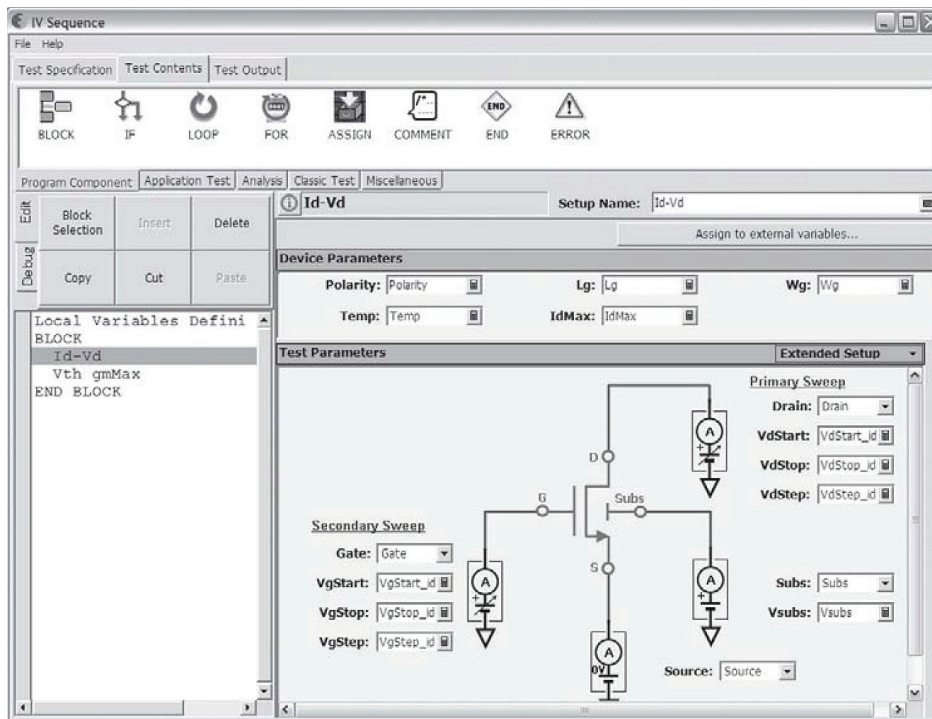 IV Sequence
File Help
Test Specification Test Contents Test Output
BLOCK IF LOOP FOR ASSIGN COMMENT END ERROR
END
Program Component Application Test Analysis Classic Test Miscellaneous
Edit
Debug
Block Selection Insert Delete
Copy Cut Paste
Local Variables Defini
BLOCK
Id-Vd
Vth gmMax
END BLOCK
Id-Vd Setup Name: Id-Vd
Assign to external variables...
Device Parameters
Polarity: Polarity Lg: Lg Wg: Wg
Temp: Temp IdMax: IdMax
Test Parameters Extended Setup
Primary Sweep
Drain: Drain
VdStart: VdStart_id
VdStop: VdStop_id
VdStep: VdStep_id
A
+
D
G
Subs
S
Secondary Sweep
Gate: Gate
VgStart: VgStart_id
VgStop: VgStop_id
VgStep: VgStep_id
A
+
A
+
Subs: Subs
Vsubs: Vsubs
A
0V
Source: Source